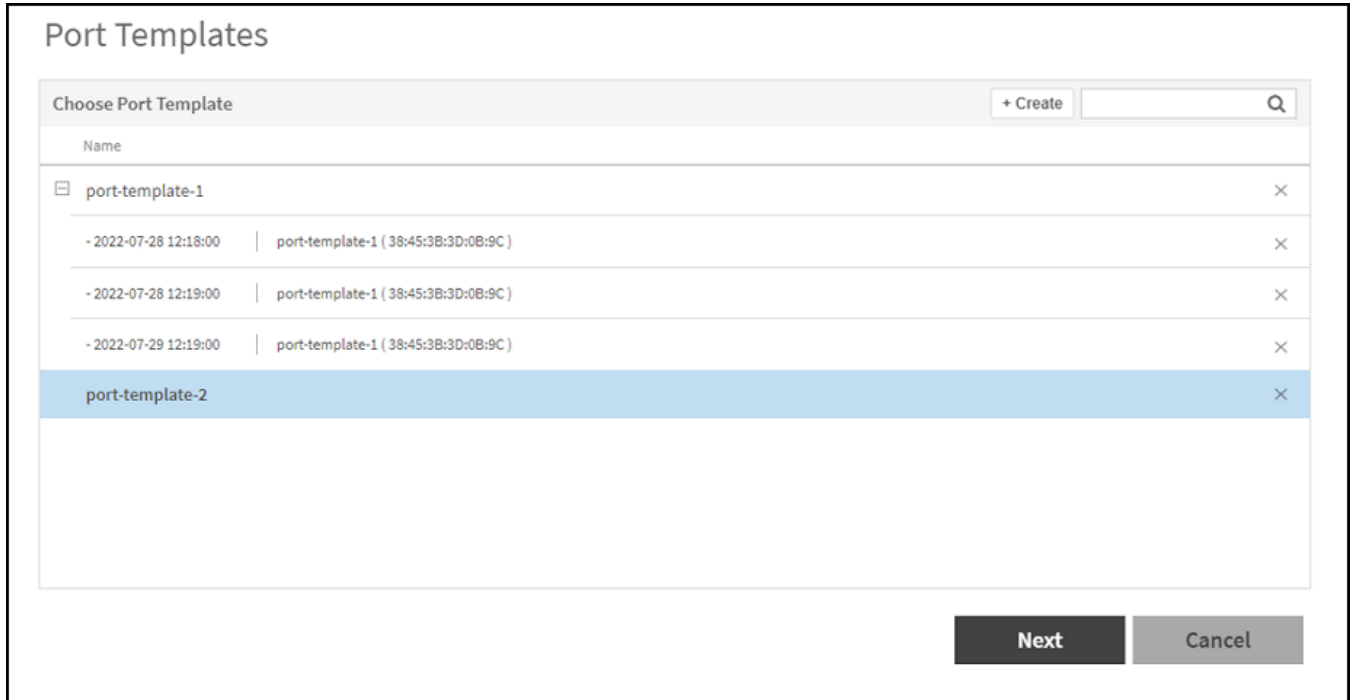 Port Templates
Choose Port Template + Create
Name
port-template-1
- 2022-07-28 12:18:00 port-template-1 ( 38:45:3B:3D:0B:9C )
- 2022-07-28 12:19:00 port-template-1 ( 38:45:3B:3D:0B:9C )
- 2022-07-29 12:19:00 port-template-1 ( 38:45:3B:3D:0B:9C )
port-template-2
Next Cancel